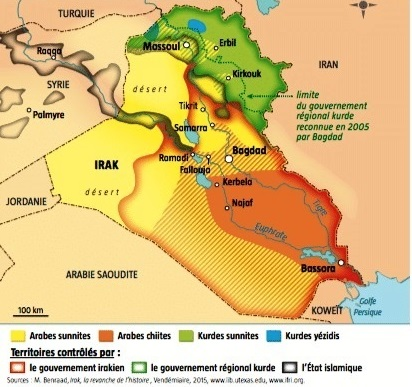 TURQUIE
Raqqa
Massoul
Erbil
Kirkouk
IRAN
SYRIE
désert
Palmyre
Tikrit
limite
du gouvernement
régional kurde
reconnue en 2005
par Bagdad
Samarra
Bagdad
IRAK
Ramadi
Fallouja
désert
Kerbela
JORDANIE
Najaf
Tigre
Euphrate
Bassora
ARABIE SAOUDITE
KOWEÏT
Golfe
Persique
100 km
Arabes sunnites
Arabes chiites
Kurdes sunnites
Kurdes yézidis
Territoires contrôlés par :
le gouvernement irakien
le gouvernement régional kurde
l'État islamique
Sources : M. Benraad, Irak, la revanche de l'histoire, Vendémiaire, 2015, www.lib.utexas.edu, www.ifri.org.